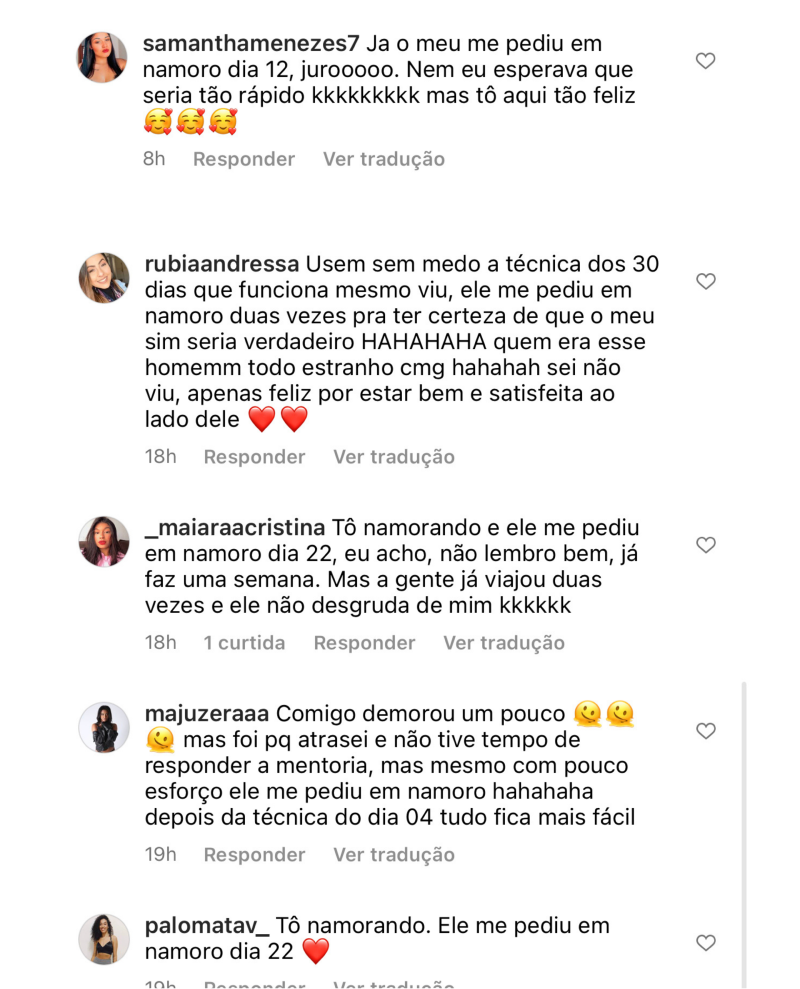 samanthamenezes7 Ja o meu me pediu em
namoro dia 12, jurooooo. Nem eu esperava que
seria tão rápido kkkkkkkkk mas tô aqui tão feliz
🥰🥰🥰
8h Responder Ver tradução
rubiaandressa Usem sem medo a técnica dos 30
dias que funciona mesmo viu, ele me pediu em
namoro duas vezes pra ter certeza de que o meu
sim seria verdadeiro HAHAHAHA quem era esse
homemm todo estranho cmg hahahah sei não
viu, apenas feliz por estar bem e satisfeita ao
lado dele ❤️❤️
18h Responder Ver tradução
_maiaraacristina Tô namorando e ele me pediu
em namoro dia 22, eu acho, não lembro bem, já
faz uma semana. Mas a gente já viajou duas
vezes e ele não desgruda de mim kkkkkk
18h 1 curtida Responder Ver tradução
majuzeraaa Comigo demorou um pouco 🫠🫠
🫠 mas foi pq atrasei e não tive tempo de
responder a mentoria, mas mesmo com pouco
esforço ele me pediu em namoro hahahaha
depois da técnica do dia 04 tudo fica mais fácil
19h Responder Ver tradução
palomatav_ Tô namorando. Ele me pediu em
namoro dia 22 ❤️
19h Responder Ver tradução